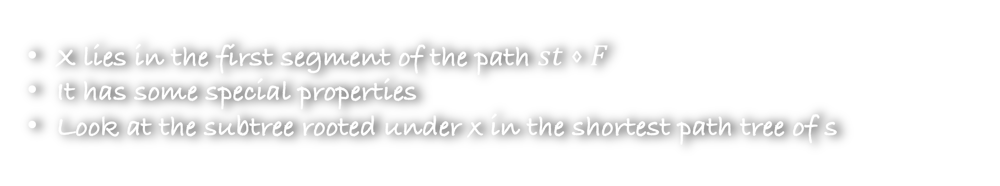 • X lies in the first segment of the path st ⋄ F
• It has some special properties
• Look at the subtree rooted under x in the shortest path tree of s